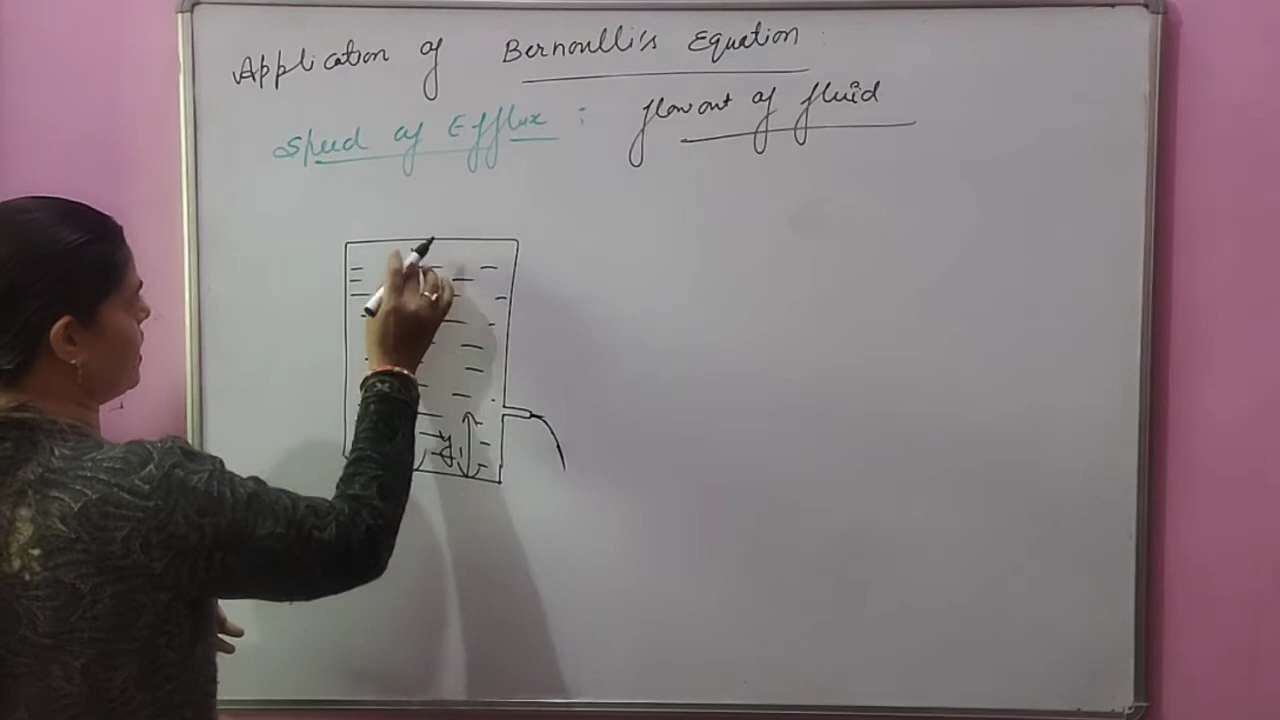 Application of Bernoulli's Equation
Speed of Efflux : flow out of fluid